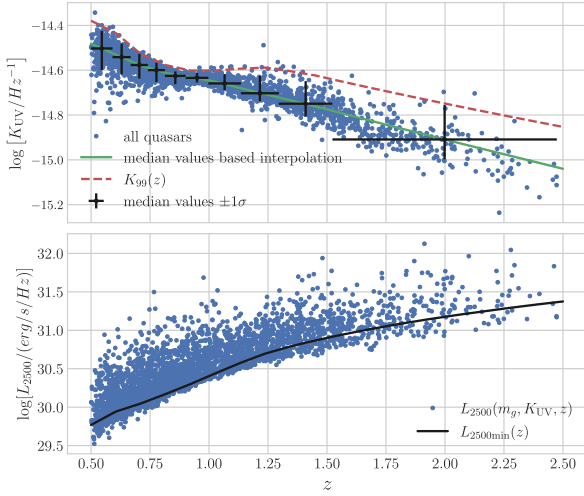 −14.4
−14.6
−14.8
−15.0
−15.2
log [K_UV/Hz^−1]
all quasars
median values based interpolation
K_99(z)
median values ±1σ
32.0
31.5
31.0
30.5
30.0
29.5
log[L_2500/(erg/s/Hz)]
L_2500(m_g, K_UV, z)
L_2500min(z)
0.50 0.75 1.00 1.25 1.50 1.75 2.00 2.25 2.50
z